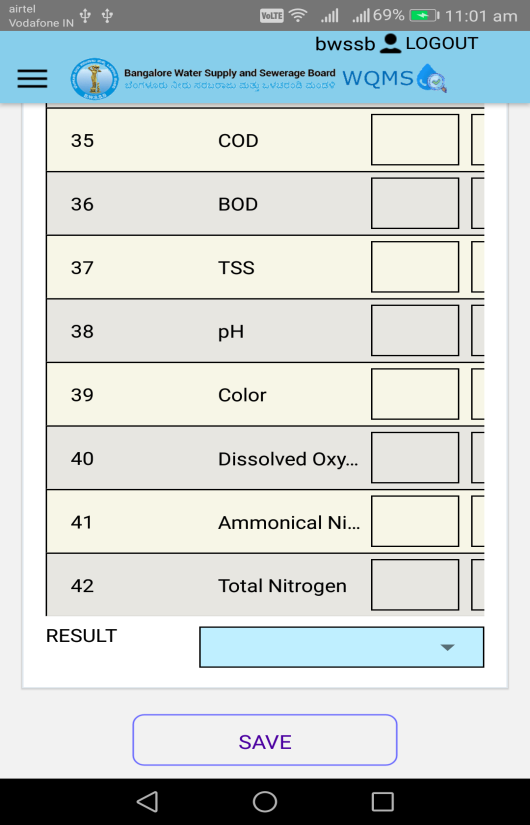 airtel
Vodafone IN VoLTE 69% 11:01 am
bwssb LOGOUT
Bangalore Water Supply and Sewerage Board WQMS
ಬೆಂಗಳೂರು ನೀರು ಸರಬರಾಜು ಮತ್ತು ಒಳಚರಂಡಿ ಮಂಡಳಿ
35 COD
36 BOD
37 TSS
38 pH
39 Color
40 Dissolved Oxy...
41 Ammonical Ni...
42 Total Nitrogen
RESULT
SAVE